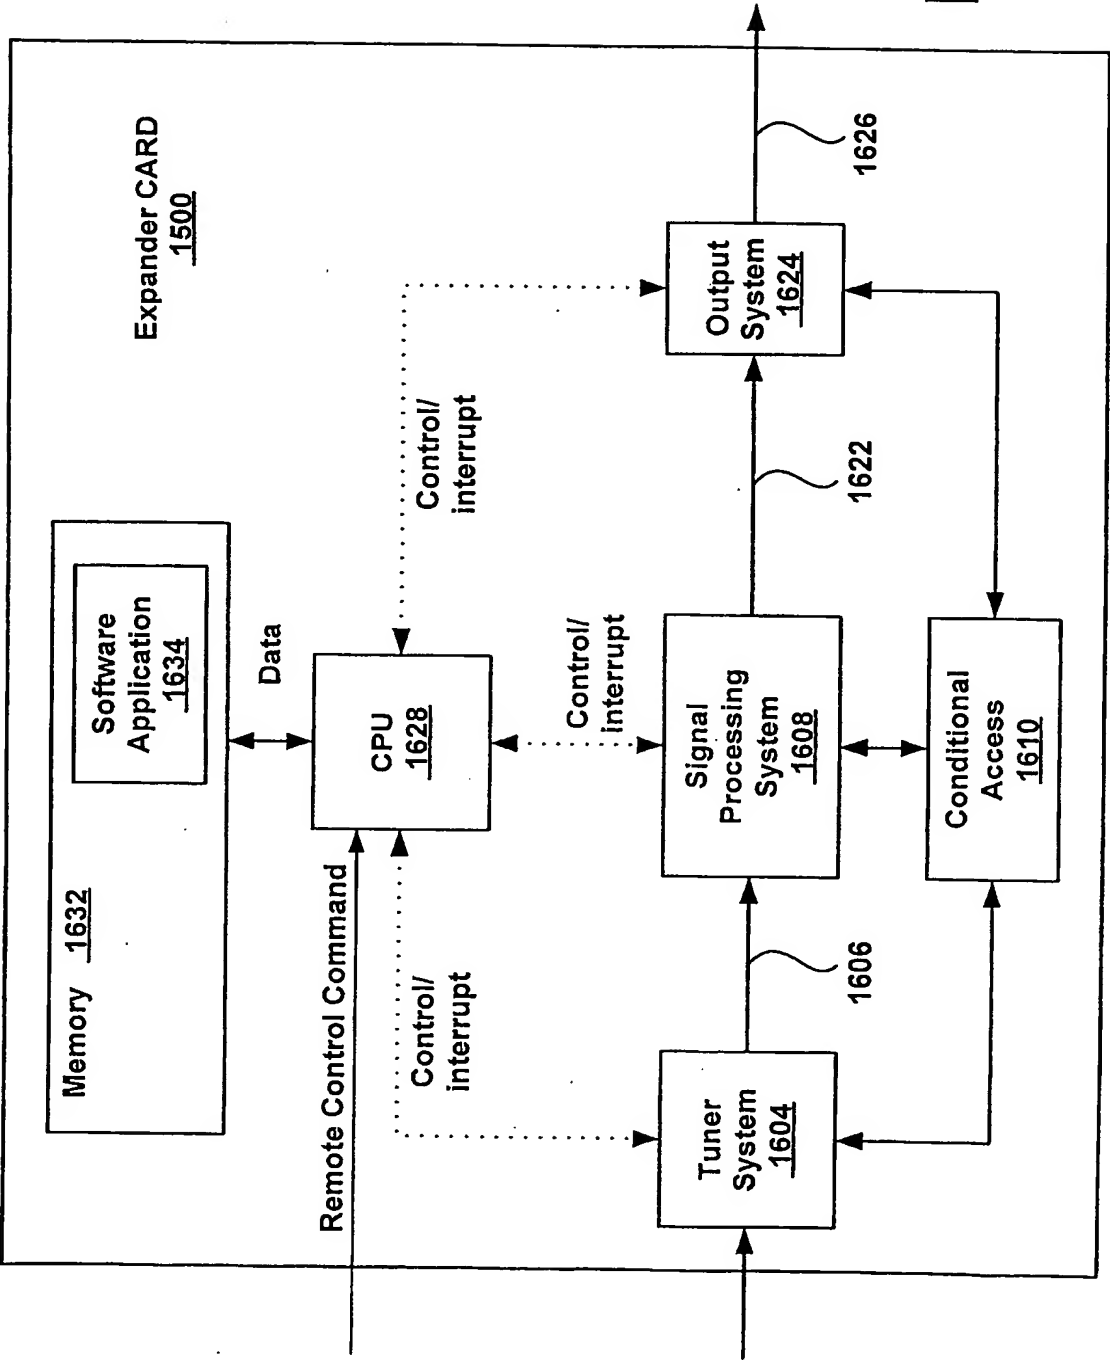 Expander CARD
1500
Memory 1632
Software
Application
1634
Data
Remote Control Command
CPU
1628
Control/
interrupt
Control/
interrupt
Control/
interrupt
Tuner
System
1604
1606
Signal
Processing
System
1608
1622
Output
System
1624
1626
Conditional
Access
1610